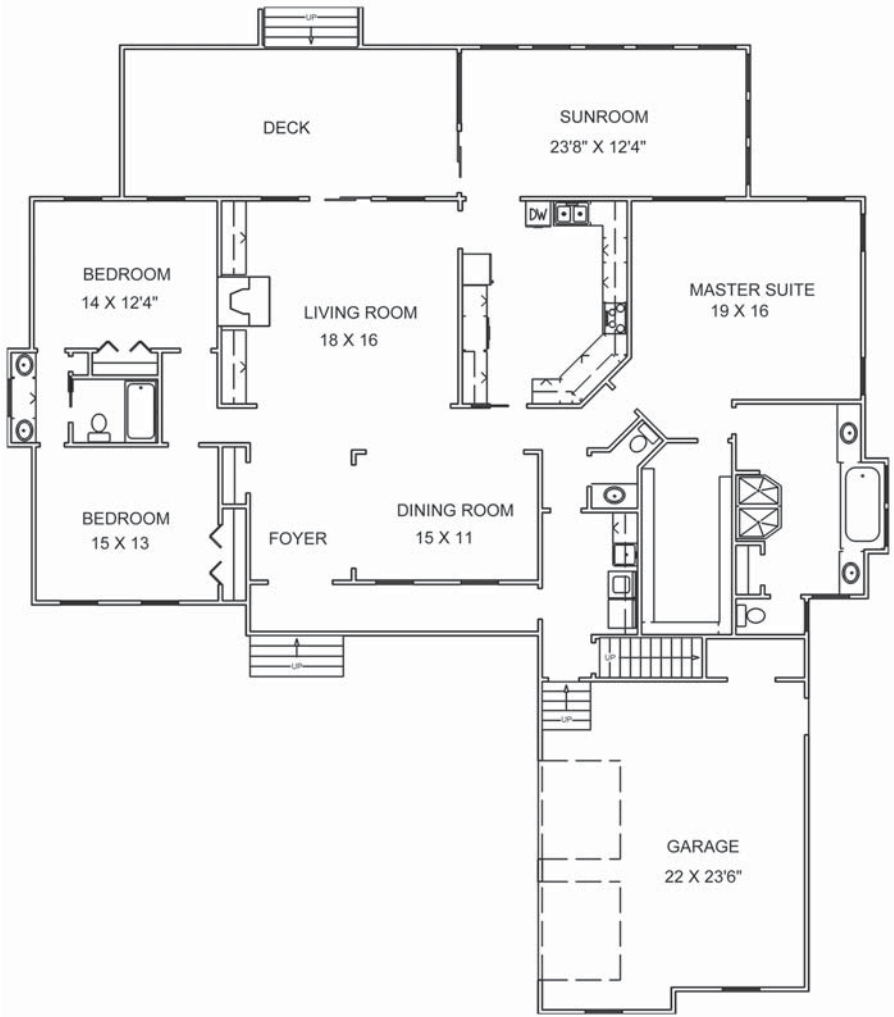 UP
DECK
SUNROOM
23'8" X 12'4"
DW
BEDROOM
14 X 12'4"
LIVING ROOM
18 X 16
MASTER SUITE
19 X 16
BEDROOM
15 X 13
FOYER
DINING ROOM
15 X 11
UP
UP
UP
GARAGE
22 X 23'6"